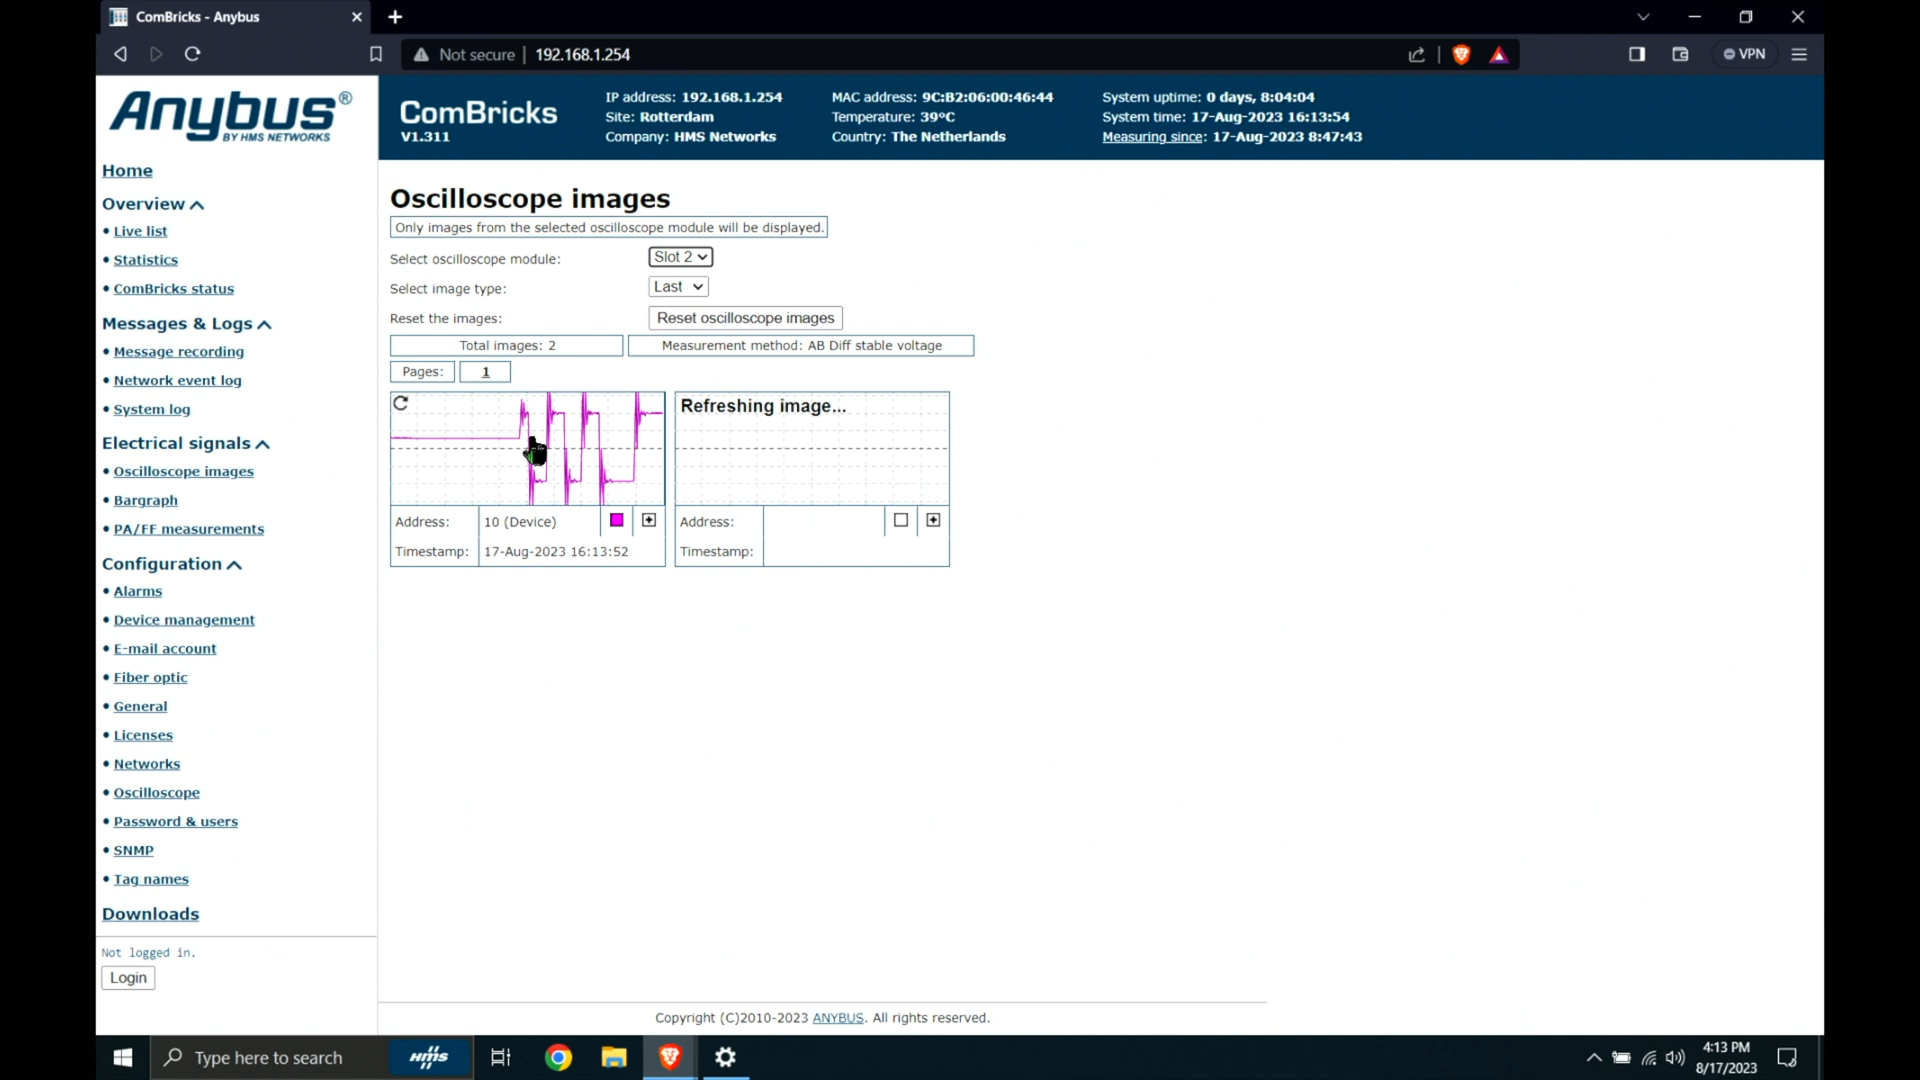 ComBricks - Anybus
Not secure 192.168.1.254
VPN
Anybus®
BY HMS NETWORKS
ComBricks
V1.311
IP address: 192.168.1.254
Site: Rotterdam
Company: HMS Networks
MAC address: 9C:B2:06:00:46:44
Temperature: 39ºC
Country: The Netherlands
System uptime: 0 days, 8:04:04
System time: 17-Aug-2023 16:13:54
Measuring since: 17-Aug-2023 8:47:43
Home
Overview
Live list
Statistics
ComBricks status
Messages & Logs
Message recording
Network event log
System log
Electrical signals
Oscilloscope images
Bargraph
PA/FF measurements
Configuration
Alarms
Device management
E-mail account
Fiber optic
General
Licenses
Networks
Oscilloscope
Password & users
SNMP
Tag names
Downloads
Not logged in.
Login
Oscilloscope images
Only images from the selected oscilloscope module will be displayed.
Select oscilloscope module: Slot 2
Select image type: Last
Reset the images: Reset oscilloscope images
Total images: 2 Measurement method: AB Diff stable voltage
Pages: 1
Refreshing image...
Address: 10 (Device)
Timestamp: 17-Aug-2023 16:13:52
Address:
Timestamp:
Copyright (C)2010-2023 ANYBUS. All rights reserved.
Type here to search
HMS
4:13 PM
8/17/2023